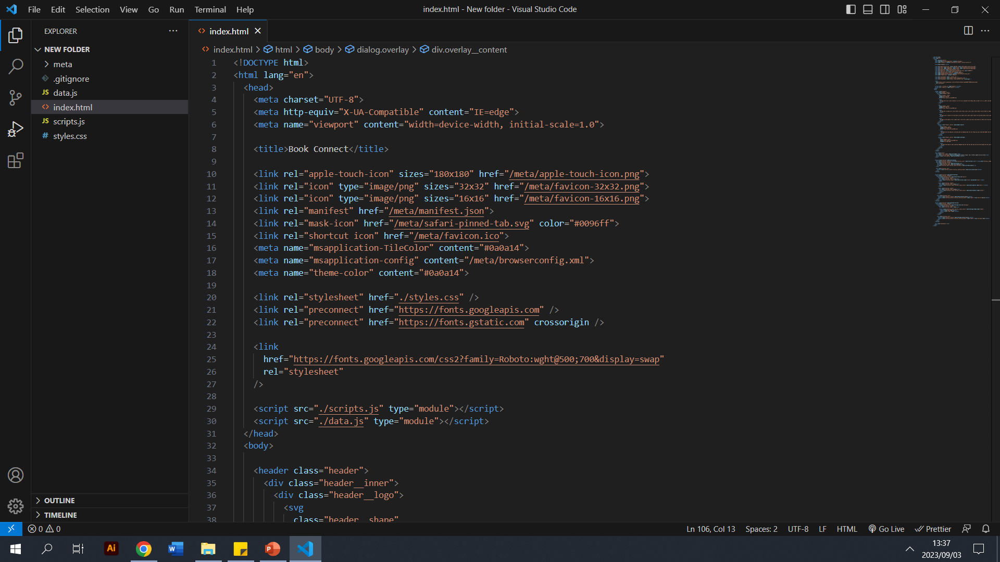 File Edit Selection View Go Run Terminal Help
index.html - New folder - Visual Studio Code
EXPLORER
NEW FOLDER
meta
.gitignore
JS data.js
<> index.html
JS scripts.js
# styles.css
OUTLINE
TIMELINE
<> index.html
<> index.html > html > body > dialog.overlay > div.overlay__content
1 <!DOCTYPE html>
2 <html lang="en">
3 <head>
4 <meta charset="UTF-8">
5 <meta http-equiv="X-UA-Compatible" content="IE=edge">
6 <meta name="viewport" content="width=device-width, initial-scale=1.0">
7
8 <title>Book Connect</title>
9
10 <link rel="apple-touch-icon" sizes="180x180" href="/meta/apple-touch-icon.png">
11 <link rel="icon" type="image/png" sizes="32x32" href="/meta/favicon-32x32.png">
12 <link rel="icon" type="image/png" sizes="16x16" href="/meta/favicon-16x16.png">
13 <link rel="manifest" href="/meta/manifest.json">
14 <link rel="mask-icon" href="/meta/safari-pinned-tab.svg" color="#0096ff">
15 <link rel="shortcut icon" href="/meta/favicon.ico">
16 <meta name="msapplication-TileColor" content="#0a0a14">
17 <meta name="msapplication-config" content="/meta/browserconfig.xml">
18 <meta name="theme-color" content="#0a0a14">
19
20 <link rel="stylesheet" href="./styles.css" />
21 <link rel="preconnect" href="https://fonts.googleapis.com" />
22 <link rel="preconnect" href="https://fonts.gstatic.com" crossorigin />
23
24 <link
25 href="https://fonts.googleapis.com/css2?family=Roboto:wght@500;700&display=swap"
26 rel="stylesheet"
27 />
28
29 <script src="./scripts.js" type="module"></script>
30 <script src="./data.js" type="module"></script>
31 </head>
32 <body>
33
34 <header class="header">
35 <div class="header__inner">
36 <div class="header__logo">
37 <svg
38 class="header__shape"
0 0
Ln 106, Col 13 Spaces: 2 UTF-8 LF HTML Go Live Prettier
Ai
W
P
13:37
2023/09/03